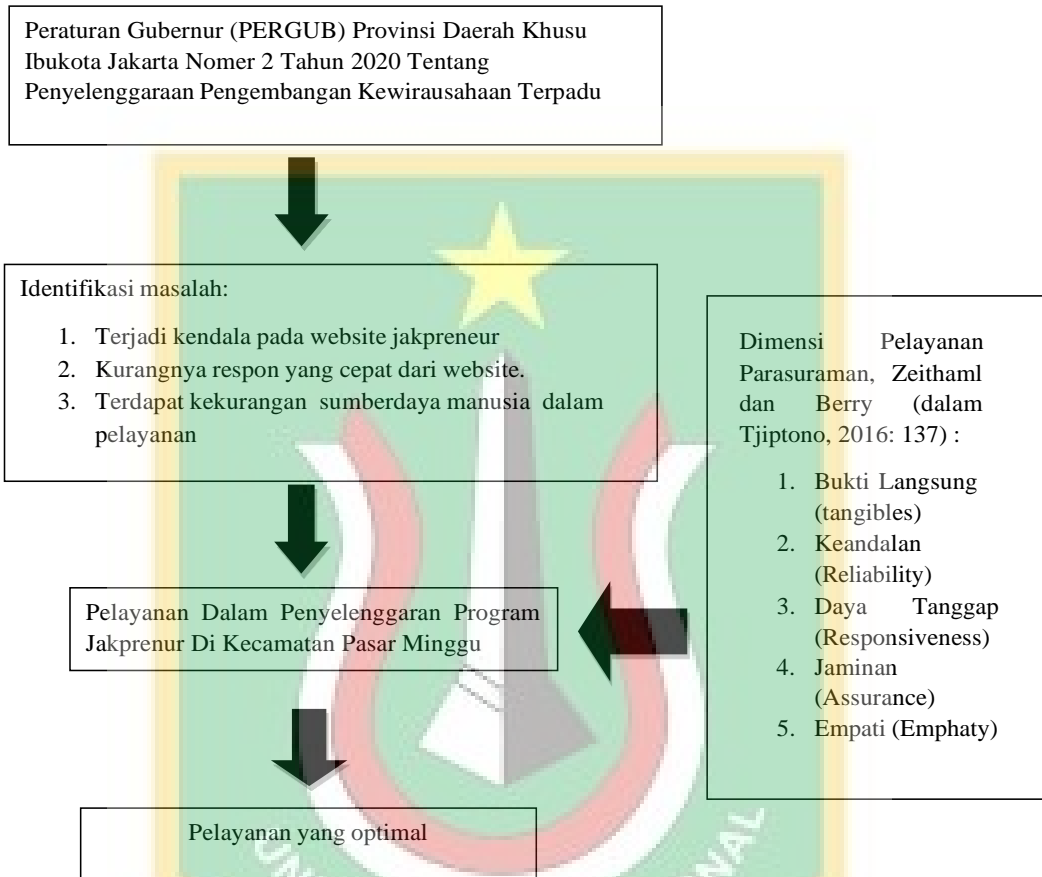 Peraturan Gubernur (PERGUB) Provinsi Daerah Khusu
Ibukota Jakarta Nomer 2 Tahun 2020 Tentang
Penyelenggaraan Pengembangan Kewirausahaan Terpadu
Identifikasi masalah:
1. Terjadi kendala pada website jakpreneur
2. Kurangnya respon yang cepat dari website.
3. Terdapat kekurangan sumberdaya manusia dalam
pelayanan
Dimensi Pelayanan
Parasuraman, Zeithaml
dan Berry (dalam
Tjiptono, 2016: 137) :
1. Bukti Langsung
(tangibles)
2. Keandalan
(Reliability)
3. Daya Tanggap
(Responsiveness)
4. Jaminan
(Assurance)
5. Empati (Emphaty)
Pelayanan Dalam Penyelenggaran Program
Jakprenur Di Kecamatan Pasar Minggu
Pelayanan yang optimal